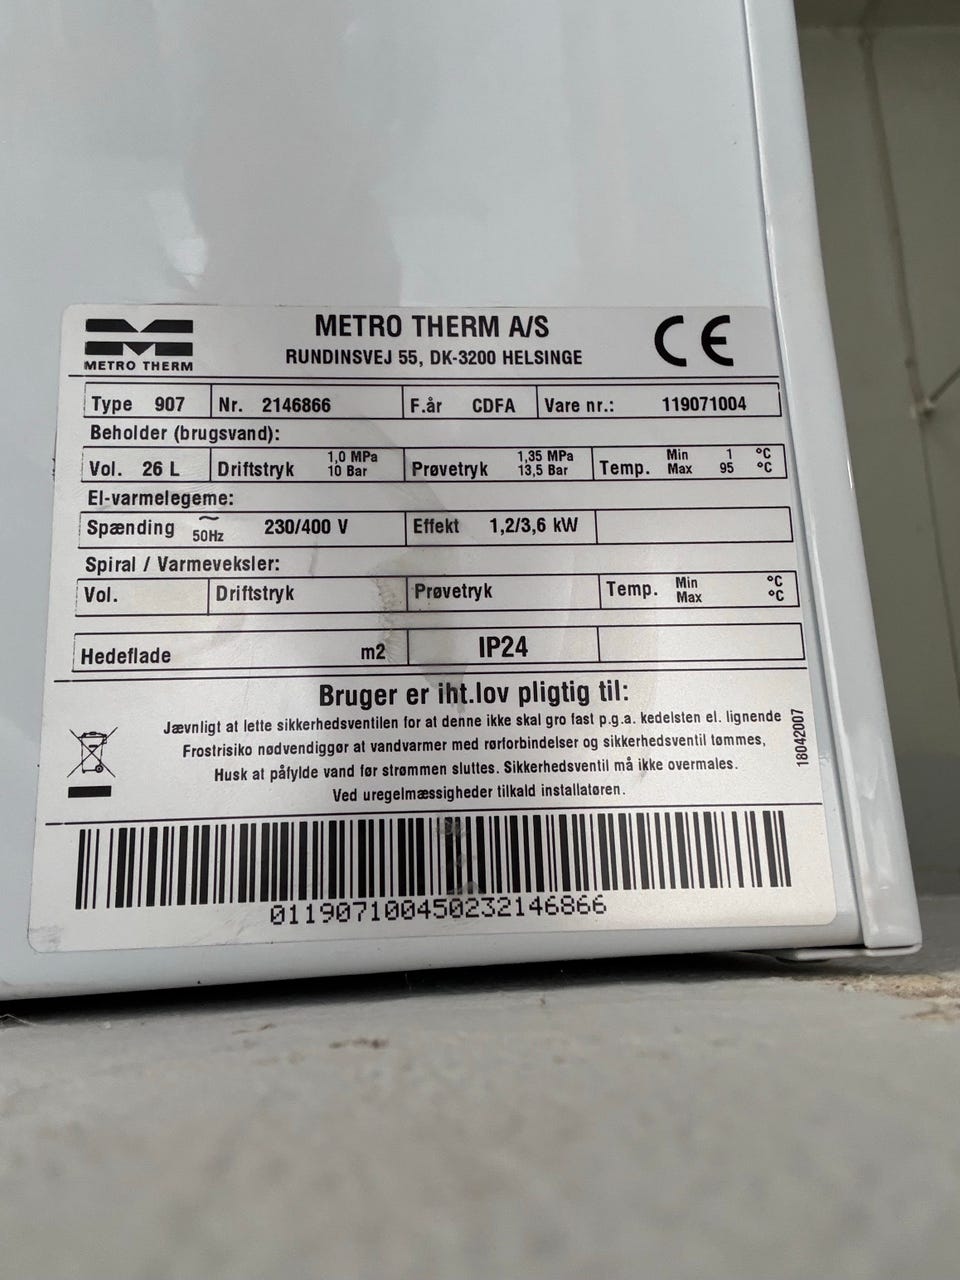 METRO THERM
METRO THERM A/S
RUNDINSVEJ 55, DK-3200 HELSINGE
CE
Type 907 Nr. 2146866 F.år CDFA Vare nr.: 119071004
Beholder (brugsvand):
Vol. 26 L Driftstryk 1,0 MPa 10 Bar Prøvetryk 1,35 MPa 13,5 Bar Temp. Min 1 °C Max 95 °C
El-varmelegeme:
Spænding ~ 50Hz 230/400 V Effekt 1,2/3,6 kW
Spiral / Varmeveksler:
Vol. Driftstryk Prøvetryk Temp. Min °C Max °C
Hedeflade m2 IP24
Bruger er iht.lov pligtig til:
Jævnligt at lette sikkerhedsventilen for at denne ikke skal gro fast p.g.a. kedelsten el. lignende
Frostrisiko nødvendiggør at vandvarmer med rørforbindelser og sikkerhedsventil tømmes,
Husk at påfylde vand før strømmen sluttes. Sikkerhedsventil må ikke overmales.
Ved uregelmæssigheder tilkald installatøren.
18042007
01190710045023214​6866